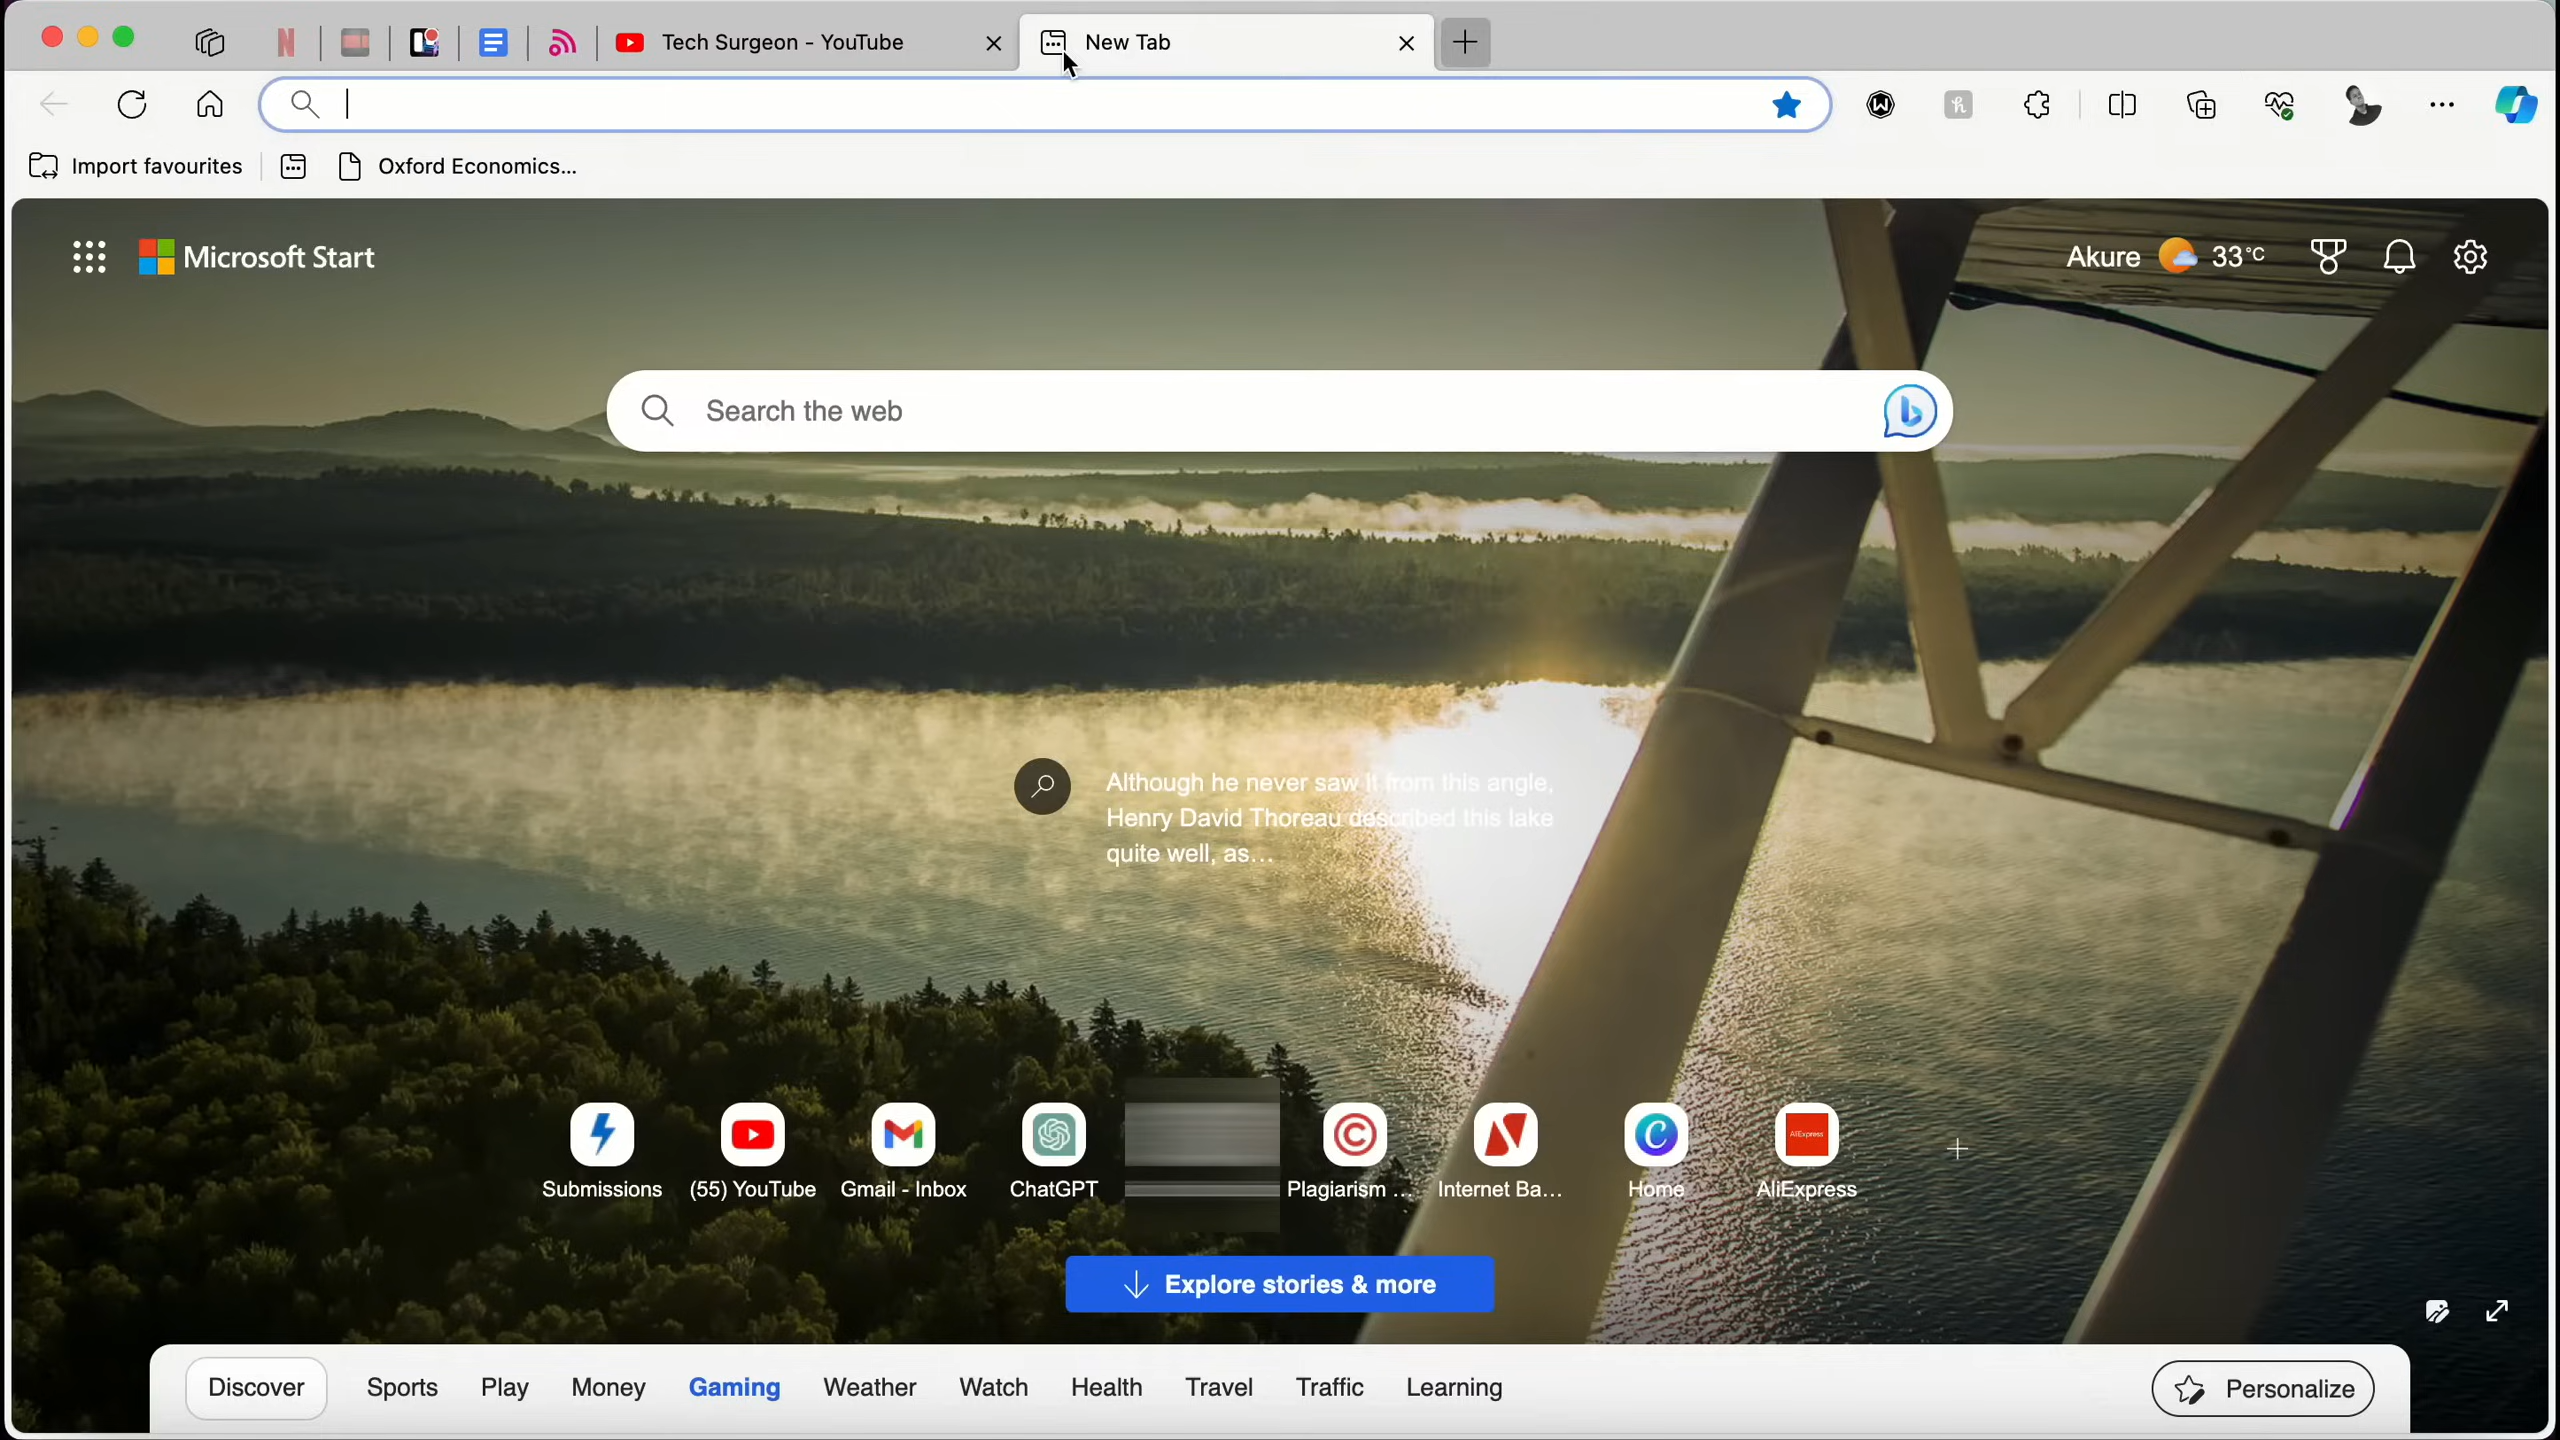 Tech Surgeon - YouTube
New Tab
Import favourites
Oxford Economics...
Microsoft Start
Akure 33°C
Search the web
Although he never saw it from this angle,
Henry David Thoreau described this lake
quite well, as...
Submissions
(55) YouTube
Gmail - Inbox
ChatGPT
Plagiarism ...
Internet Ba...
Home
AliExpress
AliExpress
Explore stories & more
Discover
Sports
Play
Money
Gaming
Weather
Watch
Health
Travel
Traffic
Learning
Personalize